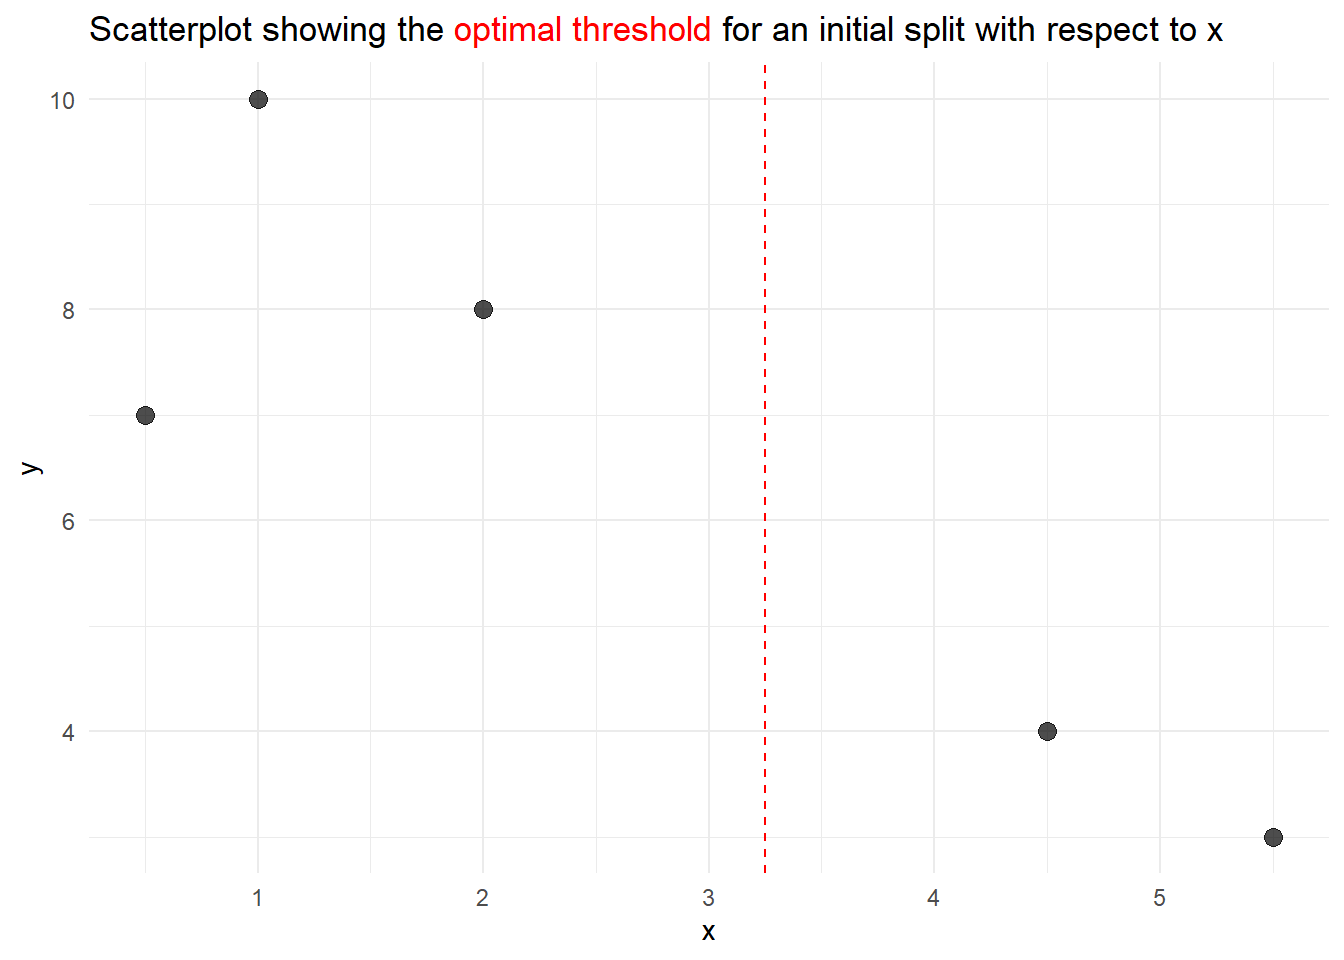 Scatterplot showing the optimal threshold for an initial split with respect to x
10
8
6
4
y
1 2 3 4 5
x